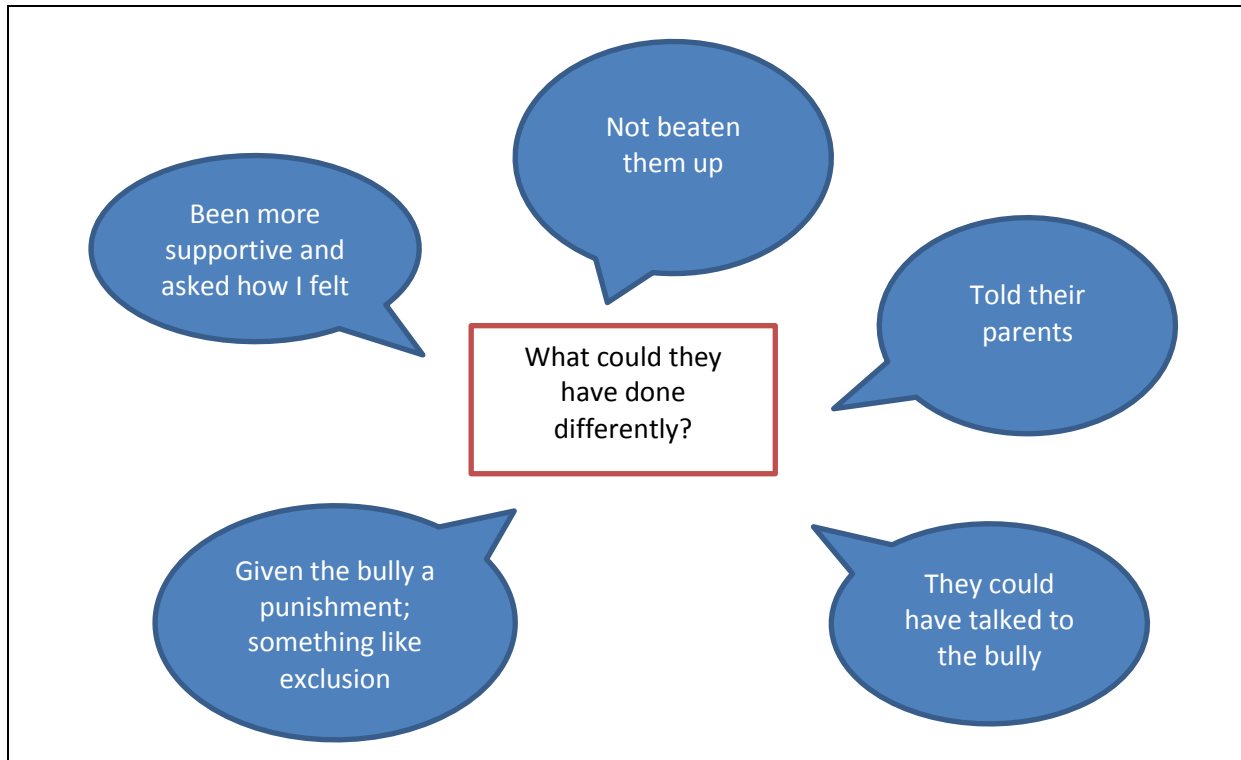 Not beaten
them up
Been more
supportive and
asked how I felt
Told their
parents
What could they
have done
differently?
Given the bully a
punishment;
something like
exclusion
They could
have talked to
the bully